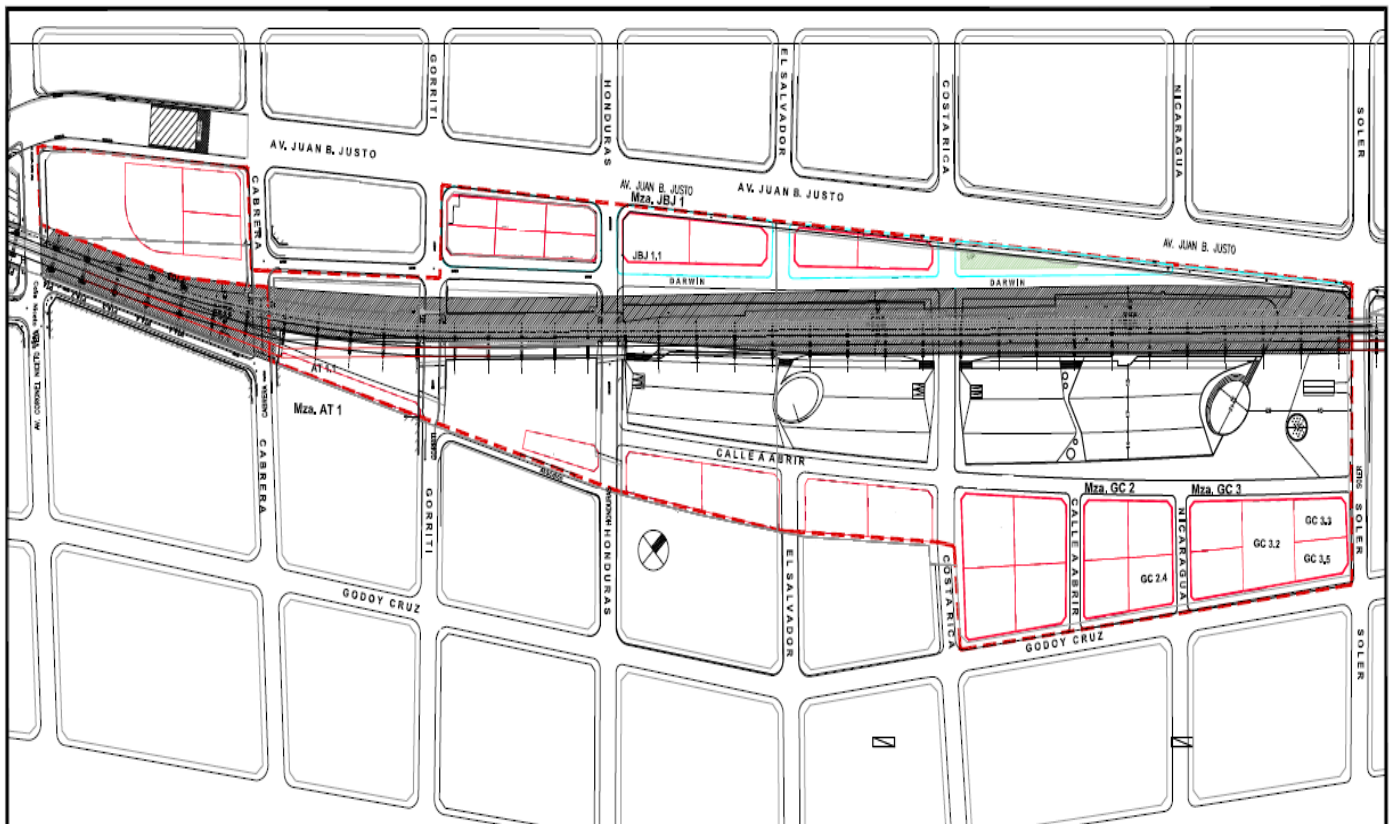 GORRITI
HONDURAS
EL SALVADOR
COSTA RICA
NICARAGUA
SOLER
AV. JUAN B. JUSTO
CABRERA
AV. JUAN B. JUSTO
Mza. JBJ 1
AV. JUAN B. JUSTO
AV. JUAN B. JUSTO
JBJ 1.1
DARWIN
DARWIN
AT 1.1
Mza. AT 1
CABRERA
CABRERA
GORRITI
GORRITI
CALLE A ABRIR
HONDURAS
EL SALVADOR
COSTA RICA
Mza. GC 2
Mza. GC 3
CALLE A ABRIR
NICARAGUA
SOLER
SOLER
GC 3.3
GC 3.2
GC 3.5
GC 2.4
GODOY CRUZ
GODOY CRUZ
SOLER